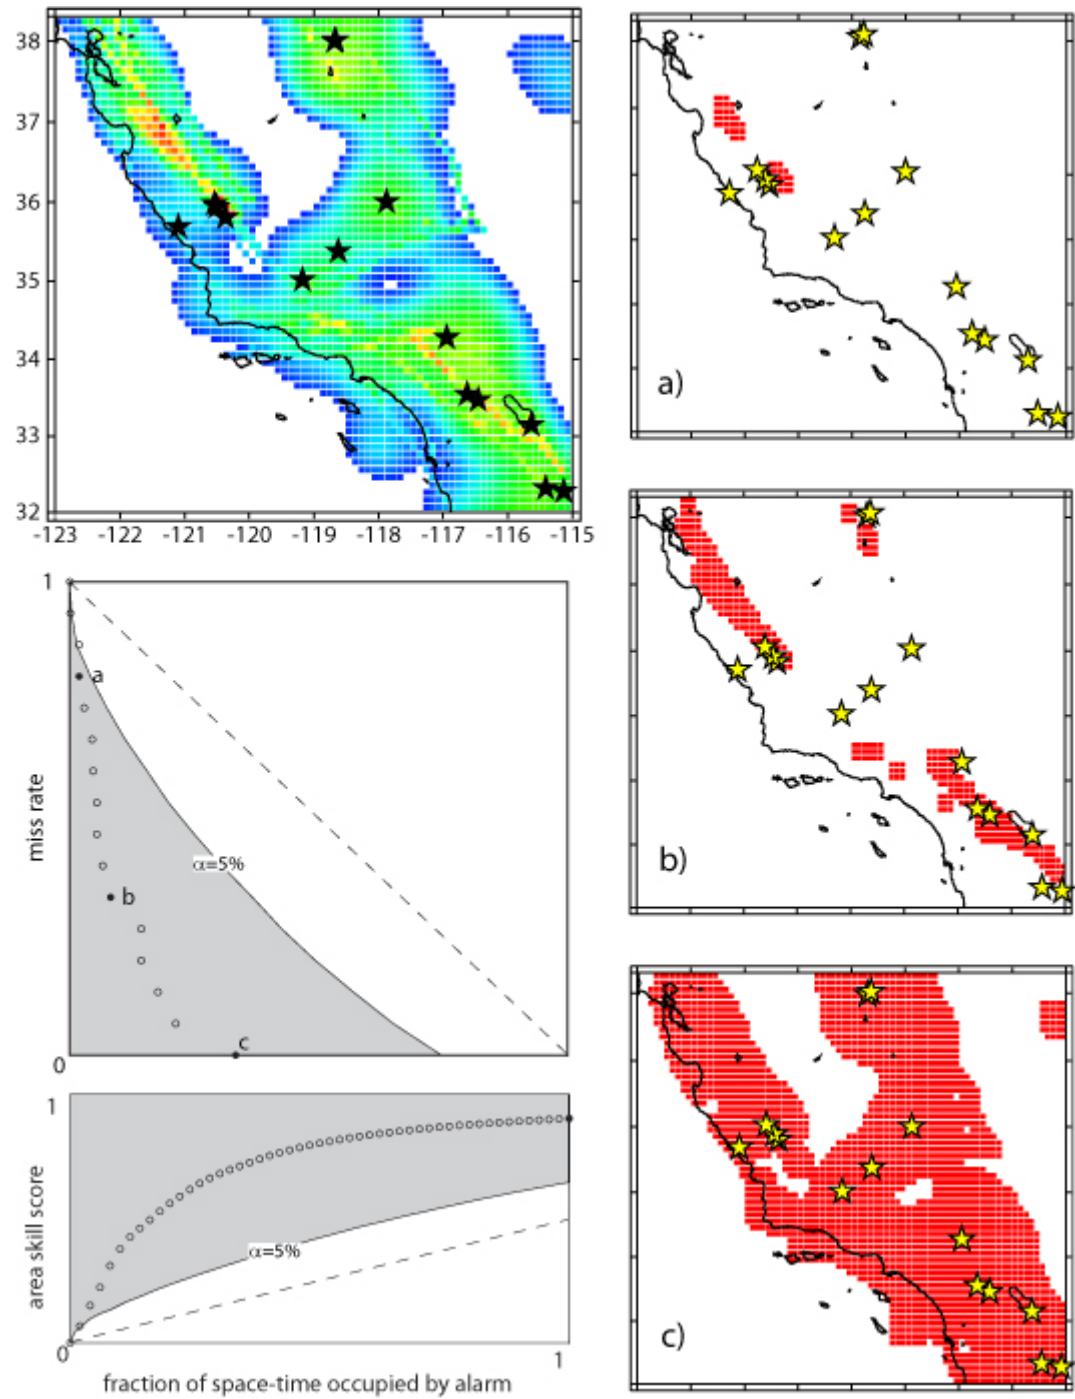 38
37
36
35
34
33
32
-123 -122 -121 -120 -119 -118 -117 -116 -115
a)
b)
c)
1
a
α=5%
b
c
0
miss rate
1
α=5%
0
1
area skill score
fraction of space-time occupied by alarm